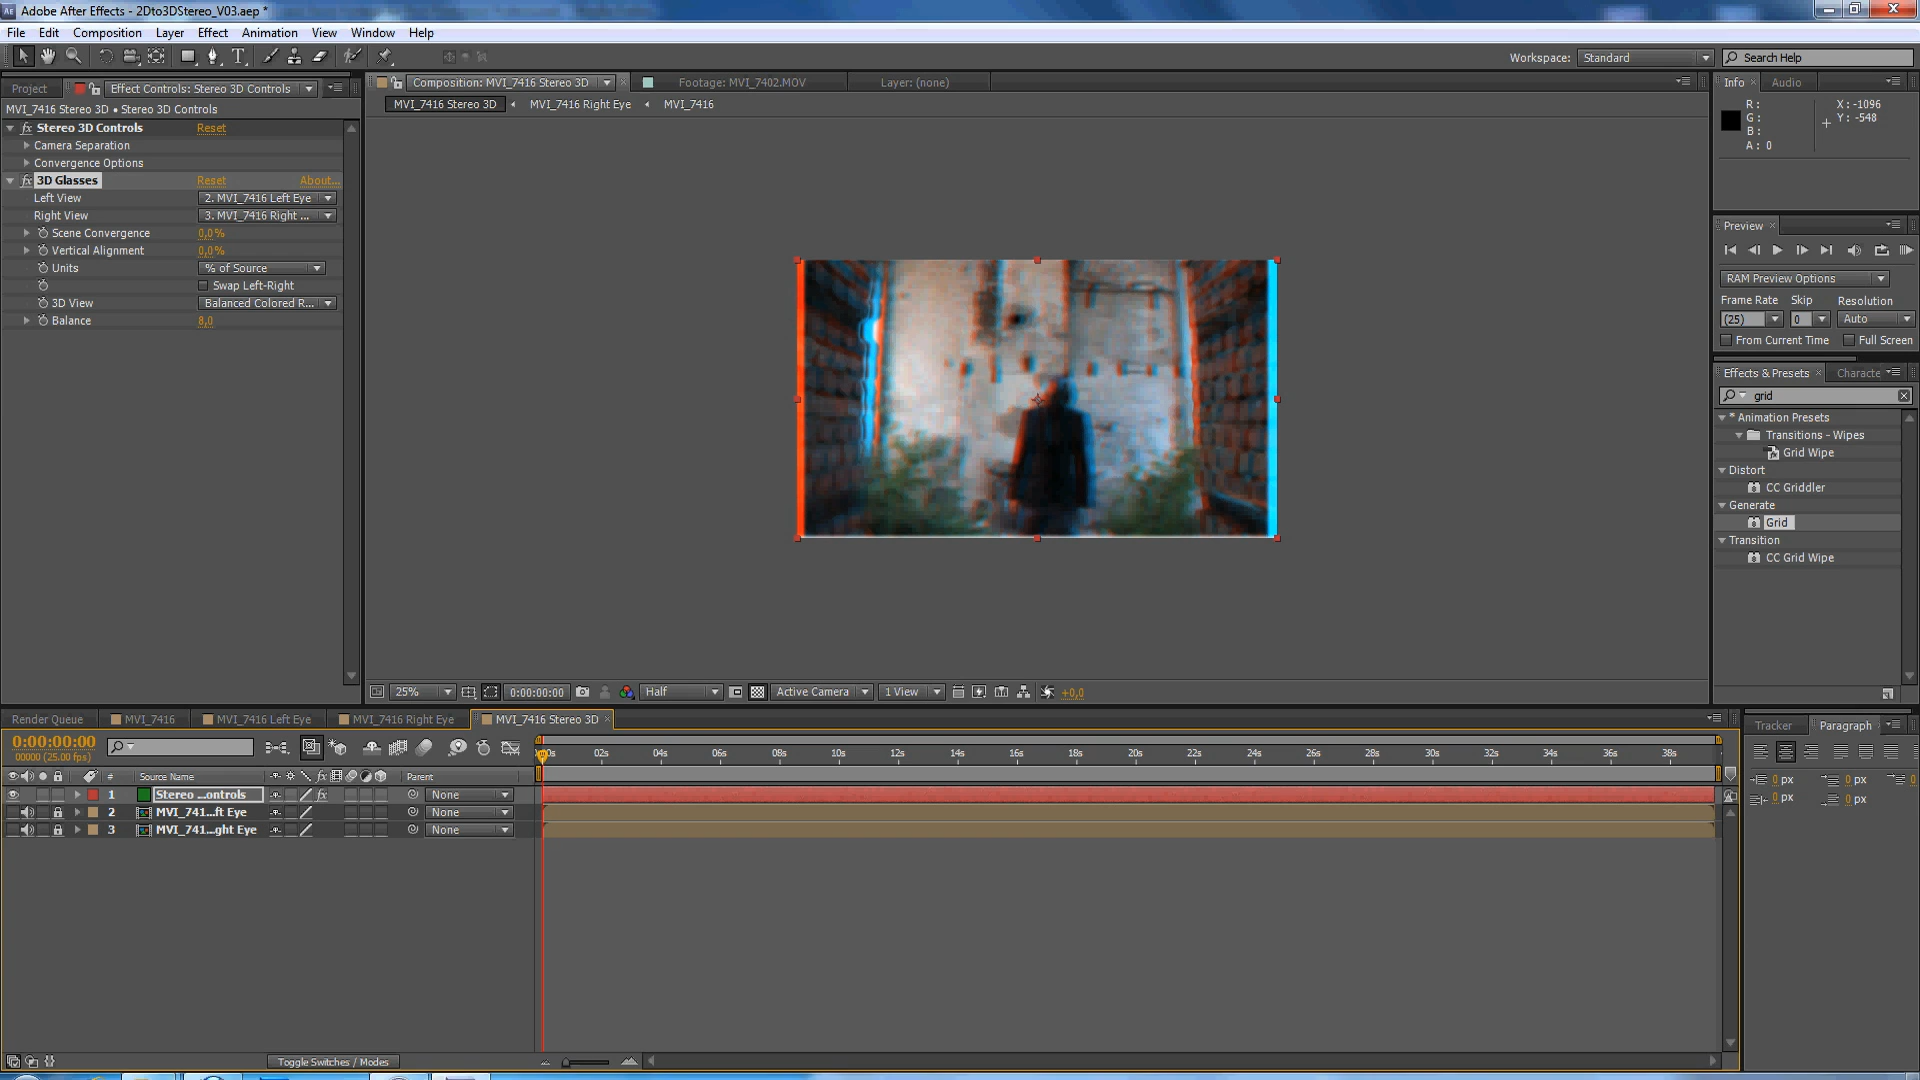 Adobe After Effects - 2Dto3DStereo_V03.aep *
File Edit Composition Layer Effect Animation View Window Help
Workspace: Standard Search Help
Project Effect Controls: Stereo 3D Controls
MVI_7416 Stereo 3D • Stereo 3D Controls
fx Stereo 3D Controls Reset
Camera Separation
Convergence Options
fx 3D Glasses Reset About...
Left View 2. MVI_7416 Left Eye
Right View 3. MVI_7416 Right ...
Scene Convergence 0,0%
Vertical Alignment 0,0%
Units % of Source
Swap Left-Right
3D View Balanced Colored R...
Balance 8,0
Composition: MVI_7416 Stereo 3D Footage: MVI_7402.MOV Layer: (none)
MVI_7416 Stereo 3D MVI_7416 Right Eye MVI_7416
25% 0:00:00:00 Half Active Camera 1 View +0,0
Info Audio
R: X: -1096
G: Y: -548
B:
A: 0
Preview
RAM Preview Options
Frame Rate Skip Resolution
(25) 0 Auto
From Current Time Full Screen
Effects & Presets Characte
grid
* Animation Presets
Transitions - Wipes
Grid Wipe
Distort
CC Griddler
Generate
Grid
Transition
CC Grid Wipe
Render Queue MVI_7416 MVI_7416 Left Eye MVI_7416 Right Eye MVI_7416 Stereo 3D
0:00:00:00
00000 (25.00 fps)
02s 04s 06s 08s 10s 12s 14s 16s 18s 20s 22s 24s 26s 28s 30s 32s 34s 36s 38s
# Source Name fx Parent
1 Stereo ...ontrols fx None
2 MVI_741...ft Eye None
3 MVI_741...ght Eye None
Toggle Switches / Modes
Tracker Paragraph
0 px 0 px 0
0 px 0 px